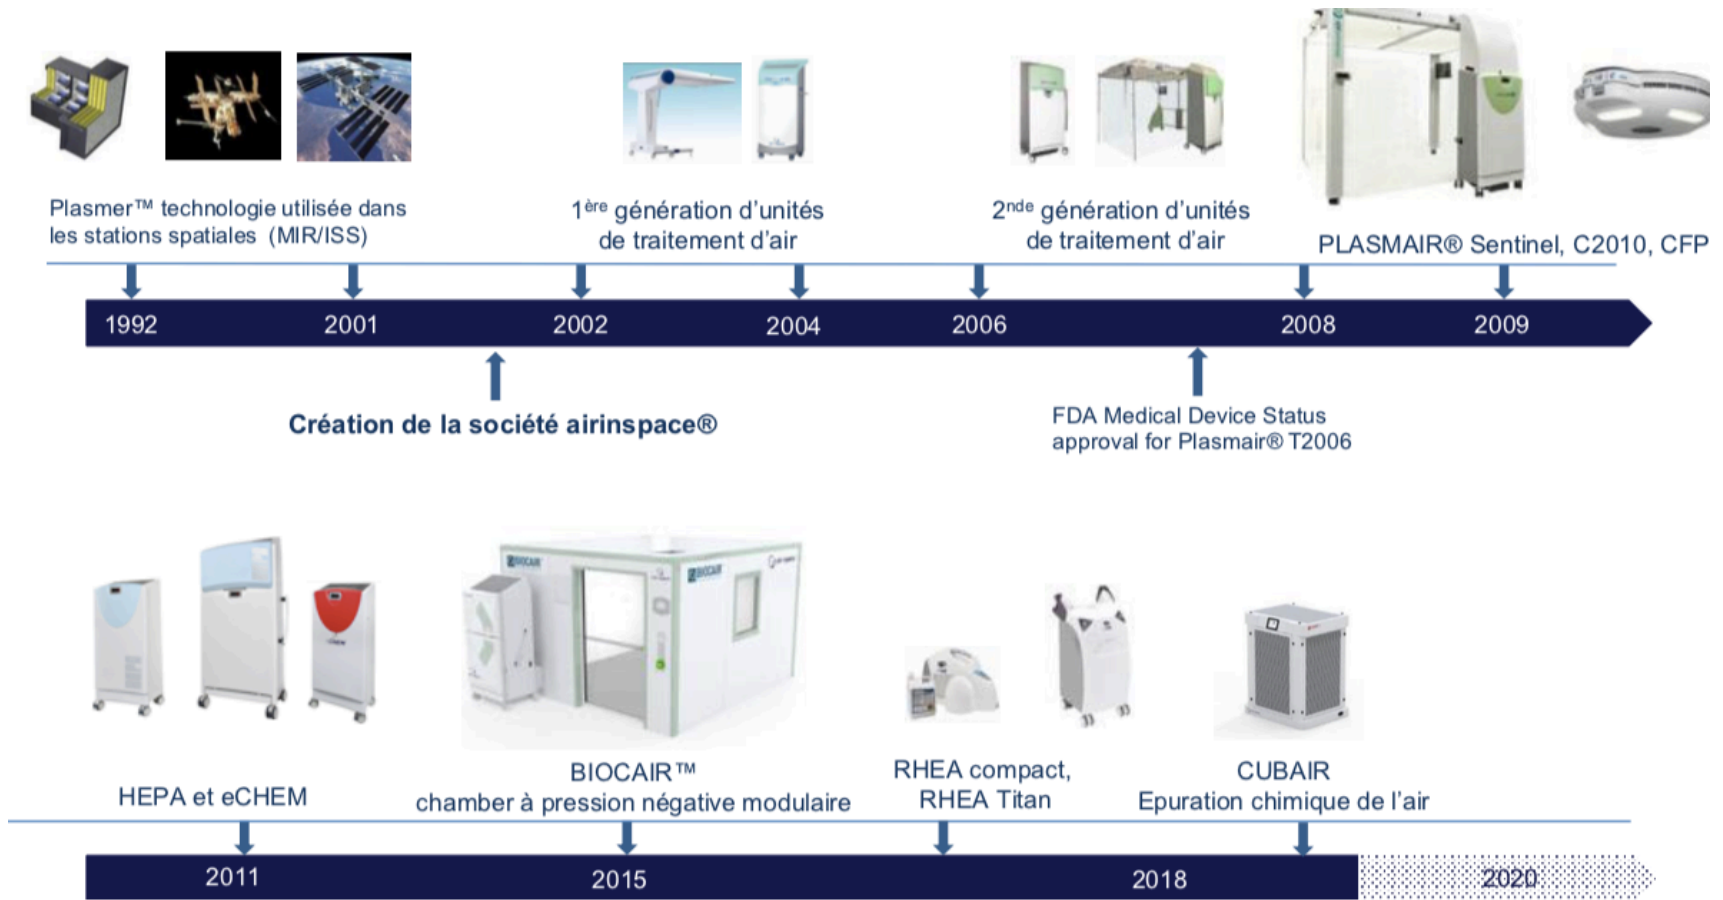 Plasmer™ technologie utilisée dans
les stations spatiales (MIR/ISS)
1ère génération d'unités
de traitement d'air
2nde génération d'unités
de traitement d'air
PLASMAIR® Sentinel, C2010, CFP
1992
2001
2002
2004
2006
2008
2009
Création de la société airinspace®
FDA Medical Device Status
approval for Plasmair® T2006
BIOCAIR
BIOCAIR
HEPA et eCHEM
BIOCAIR™
chamber à pression négative modulaire
RHEA compact,
RHEA Titan
CUBAIR
Epuration chimique de l'air
2011
2015
2018
2020